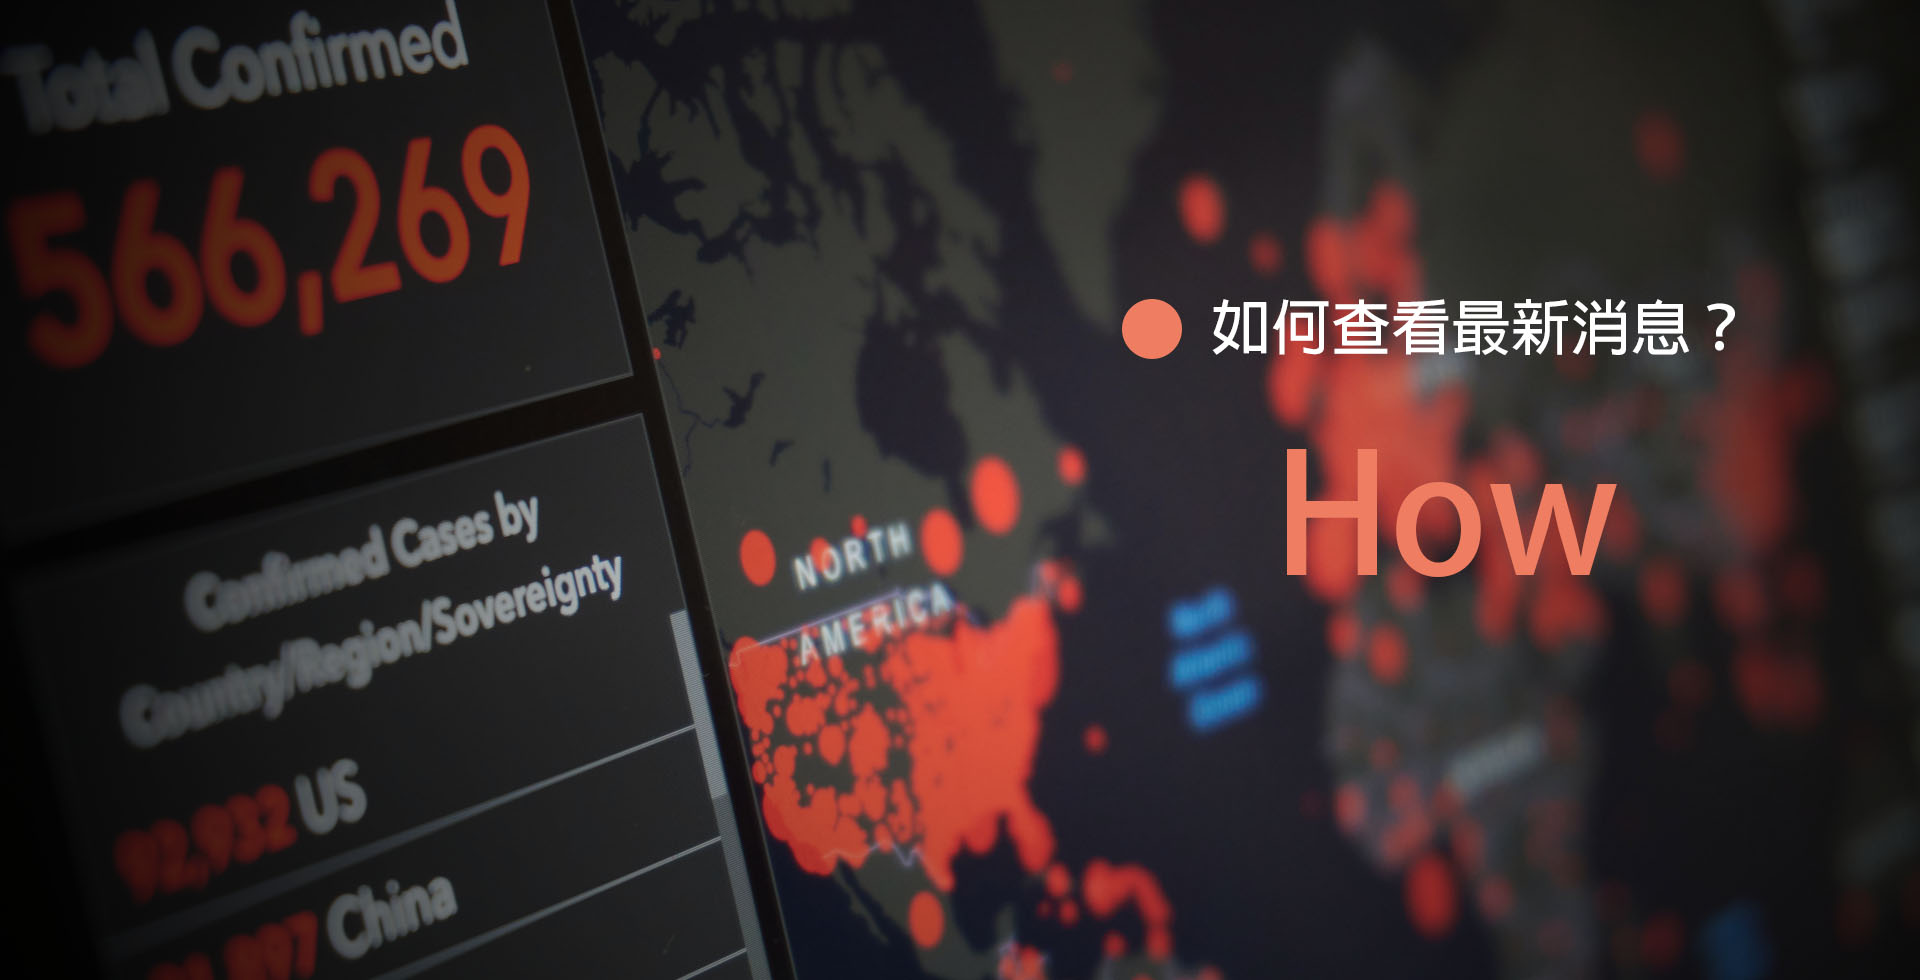 Total Confirmed
566,269
Confirmed Cases by
Country/Region/Sovereignty
92,932 US
China
NORTH
AMERICA
如何查看最新消息？
How